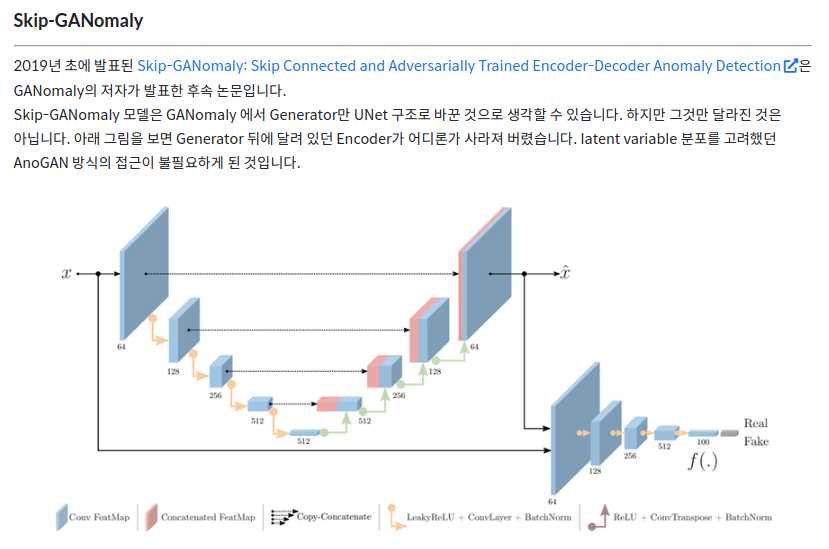 Skip-GANomaly
2019년 초에 발표된 Skip-GANomaly: Skip Connected and Adversarially Trained Encoder-Decoder Anomaly Detection은
GANomaly의 저자가 발표한 후속 논문입니다.
Skip-GANomaly 모델은 GANomaly 에서 Generator만 UNet 구조로 바꾼 것으로 생각할 수 있습니다. 하지만 그것만 달라진 것은
아닙니다. 아래 그림을 보면 Generator 뒤에 달려 있던 Encoder가 어디론가 사라져 버렸습니다. latent variable 분포를 고려했던
AnoGAN 방식의 접근이 불필요하게 된 것입니다.
x
x̂
64
128
256
512
512
512
256
128
64
64
128
256
512
100
Real
Fake
f(.)
Conv FeatMap
Concatenated FeatMap
Copy-Concatenate
LeakyReLU + ConvLayer + BatchNorm
ReLU + ConvTranspose + BatchNorm